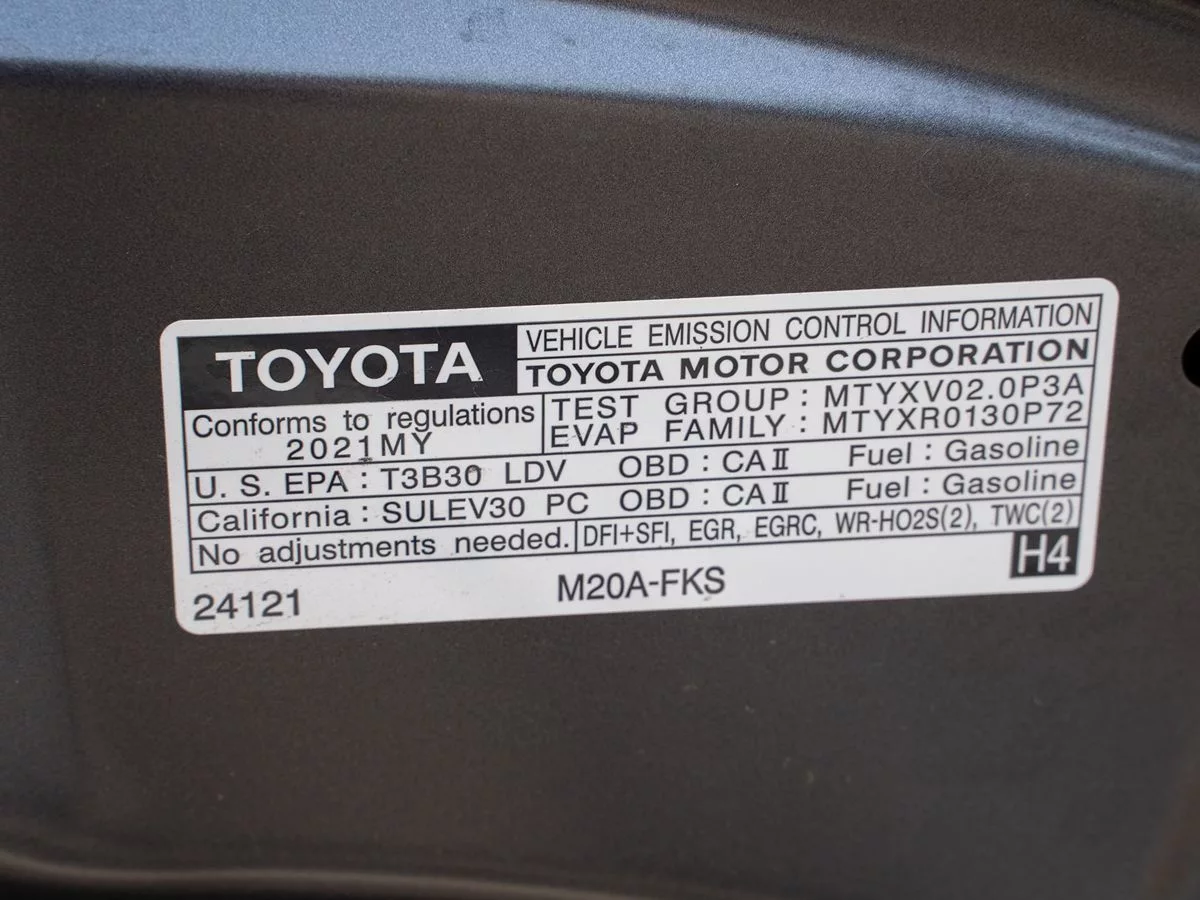 TOYOTA
VEHICLE EMISSION CONTROL INFORMATION
TOYOTA MOTOR CORPORATION
Conforms to regulations
2021MY
TEST GROUP : MTYXV02.0P3A
EVAP FAMILY : MTYXR0130P72
U. S. EPA : T3B30 LDV OBD : CAⅡ Fuel : Gasoline
California : SULEV30 PC OBD : CAⅡ Fuel : Gasoline
No adjustments needed. DFI+SFI, EGR, EGRC, WR-HO2S(2), TWC(2)
24121 M20A-FKS H4